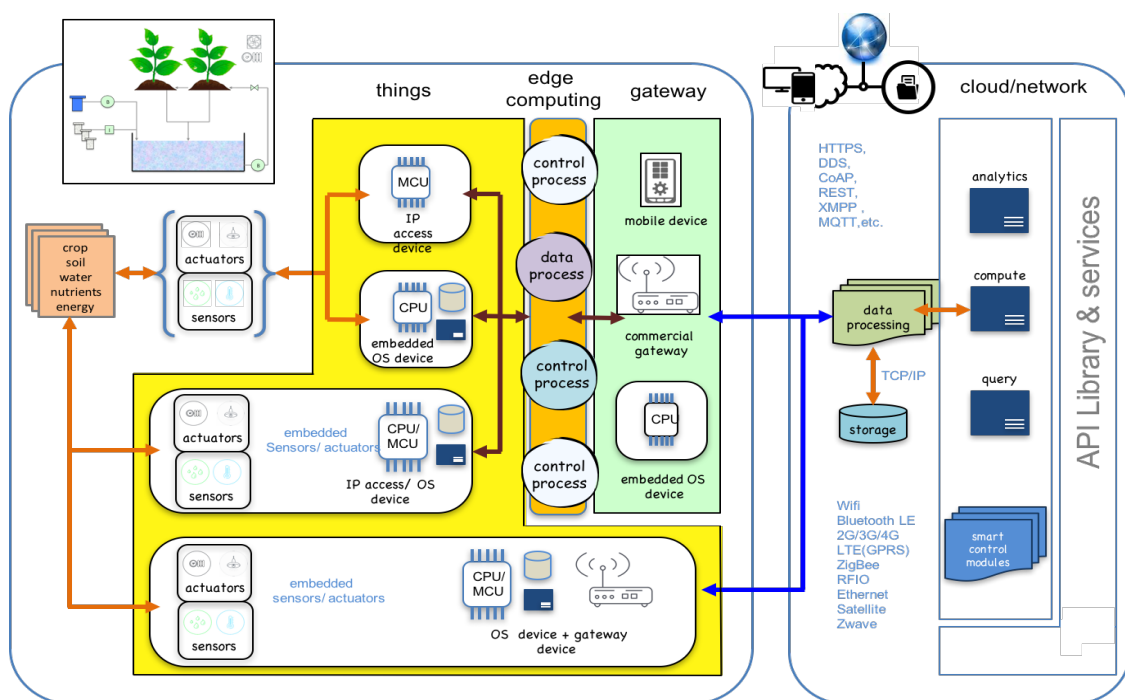 things
edge
computing
gateway
cloud/network
MCU
IP
access
device
CPU
embedded
OS device
crop
soil
water
nutrients
energy
actuators
sensors
actuators
sensors
embedded
Sensors/ actuators
CPU/
MCU
IP access/ OS
device
actuators
sensors
embedded
sensors/ actuators
CPU/
MCU
OS device + gateway
device
control
process
data
process
control
process
control
process
mobile device
commercial
gateway
CPU
embedded OS
device
HTTPS,
DDS,
CoAP,
REST,
XMPP ,
MQTT,etc.
data
processing
TCP/IP
storage
Wifi
Bluetooth LE
2G/3G/4G
LTE(GPRS)
ZigBee
RFIO
Ethernet
Satellite
Zwave
analytics
compute
query
smart
control
modules
API Library & services